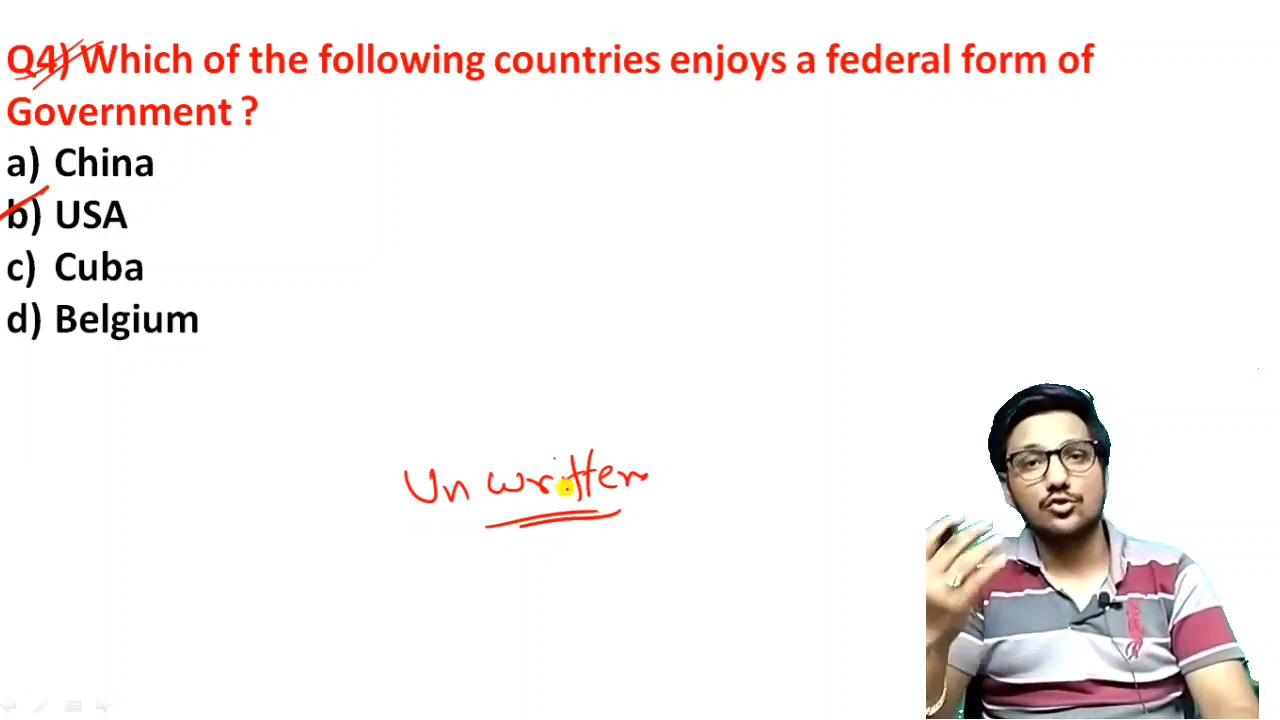 Q4) Which of the following countries enjoys a federal form of
Government ?
a) China
b) USA
c) Cuba
d) Belgium
Un written